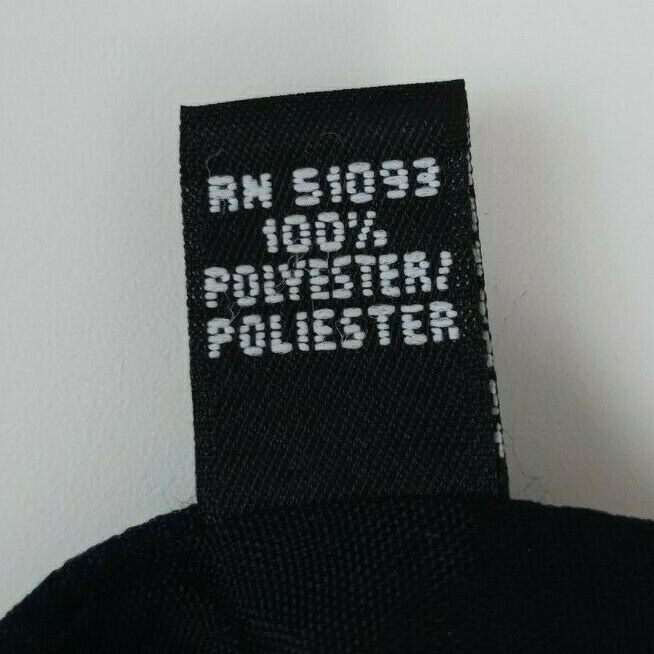 RN 51093
100%
POLYESTER/
POLIESTER